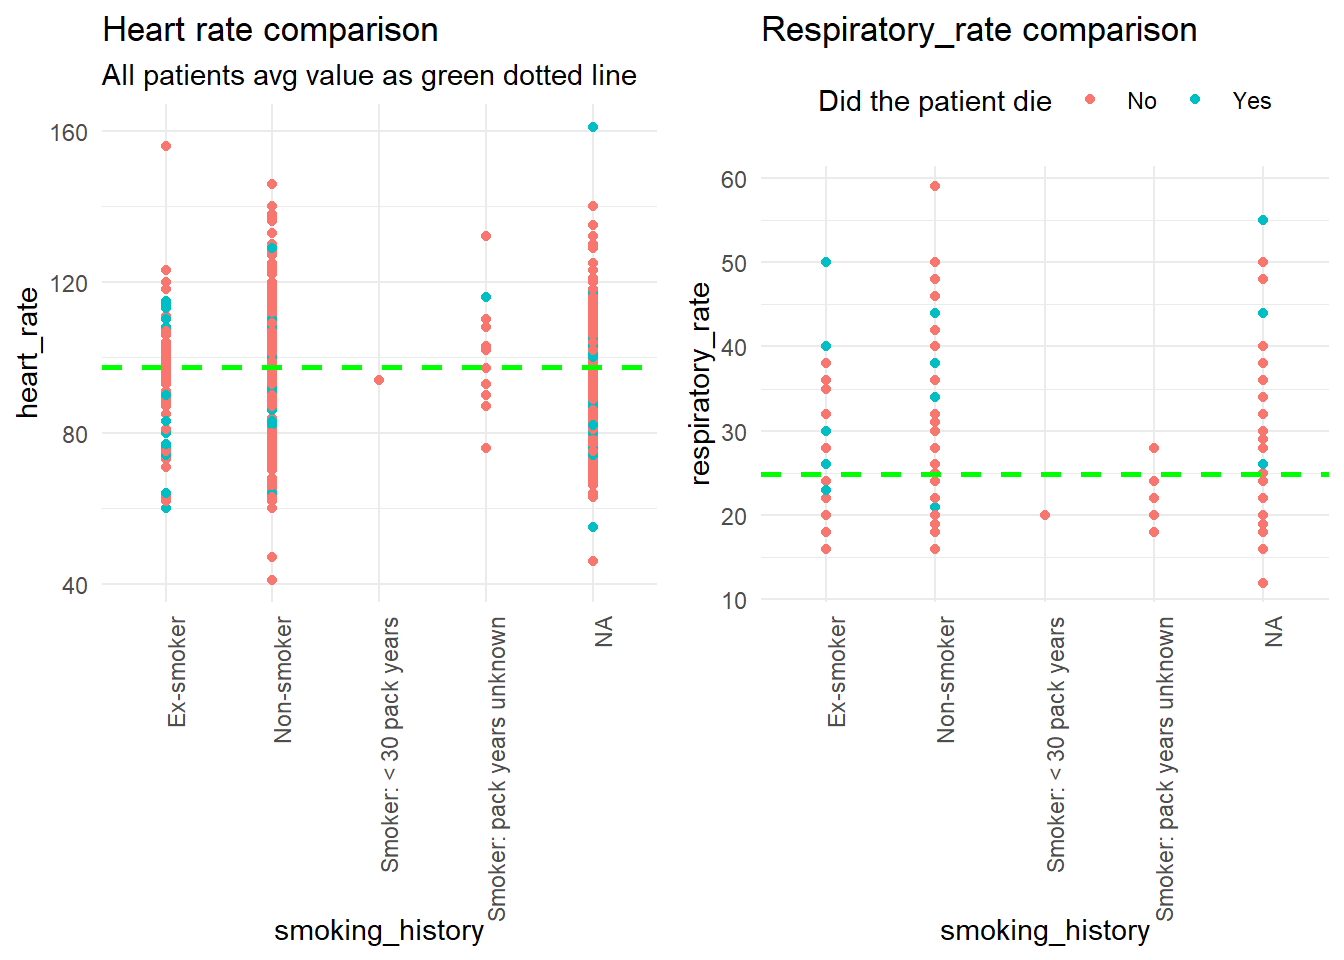 Heart rate comparison
All patients avg value as green dotted line
heart_rate
160
120
80
40
Ex-smoker
Non-smoker
Smoker: < 30 pack years
Smoker: pack years unknown
NA
smoking_history
Respiratory_rate comparison
Did the patient die No Yes
respiratory_rate
60
50
40
30
20
10
Ex-smoker
Non-smoker
Smoker: < 30 pack years
Smoker: pack years unknown
NA
smoking_history